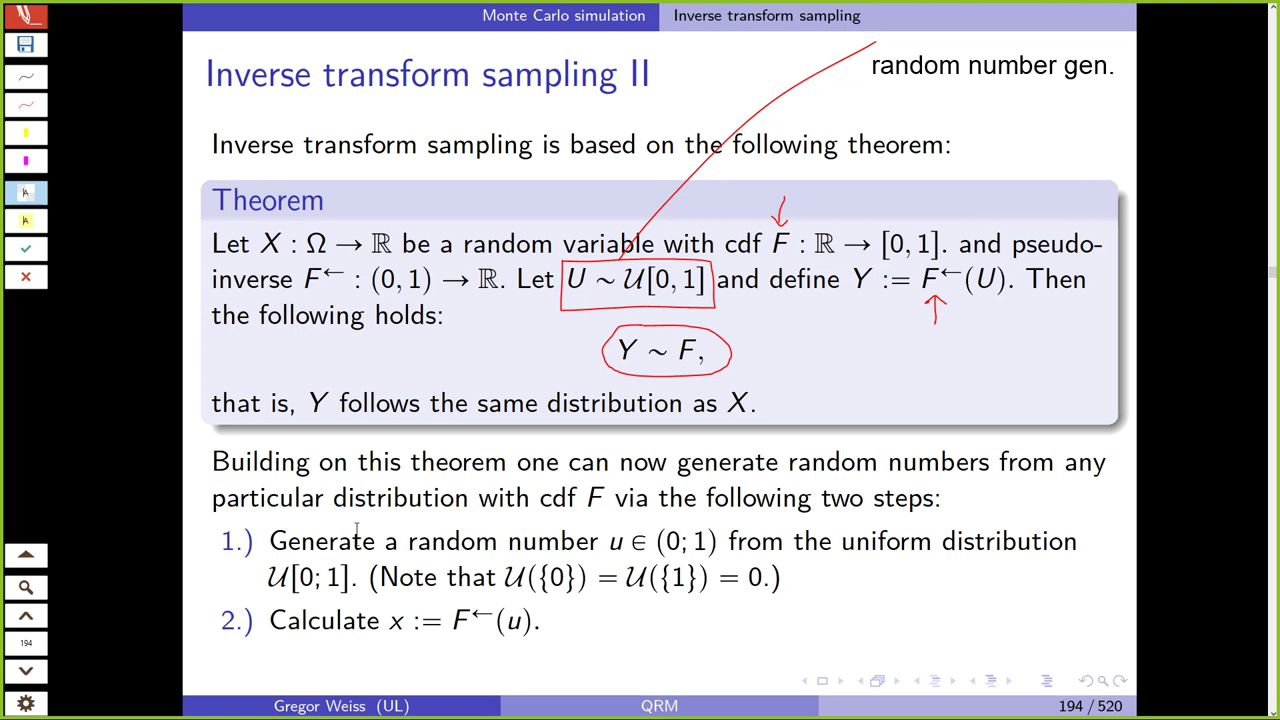 Monte Carlo simulation Inverse transform sampling
Inverse transform sampling II
random number gen.
Inverse transform sampling is based on the following theorem:
Theorem
Let X : Ω → ℝ be a random variable with cdf F : ℝ → [0, 1]. and pseudo-
inverse F← : (0, 1) → ℝ. Let U ∼ 𝒰[0, 1] and define Y := F←(U). Then
the following holds:
Y ∼ F,
that is, Y follows the same distribution as X.
Building on this theorem one can now generate random numbers from any
particular distribution with cdf F via the following two steps:
1.) Generate a random number u ∈ (0; 1) from the uniform distribution
𝒰[0; 1]. (Note that 𝒰({0}) = 𝒰({1}) = 0.)
2.) Calculate x := F←(u).
194
Gregor Weiss (UL) QRM 194 / 520